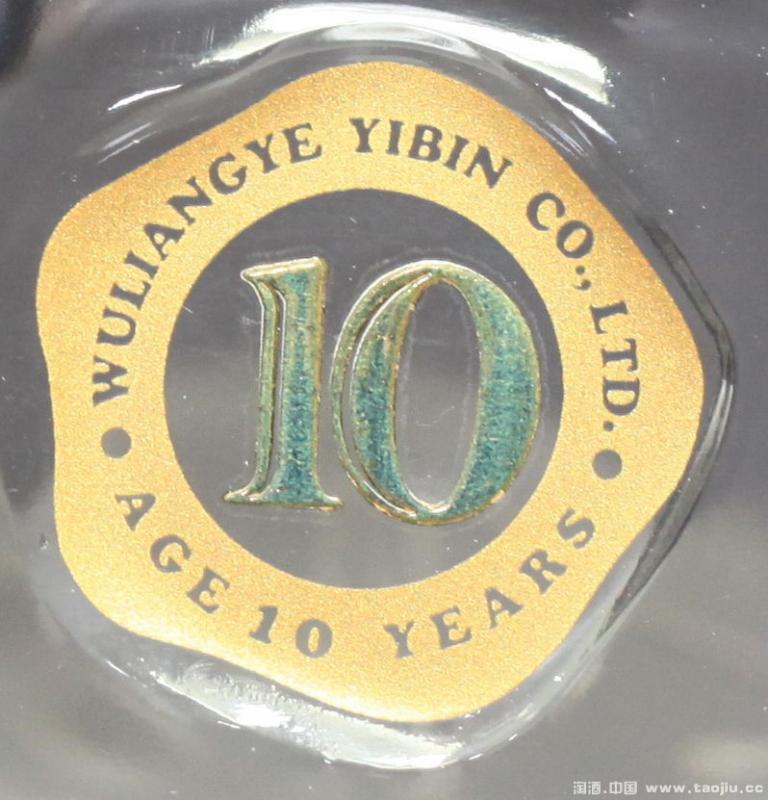 WULIANGYE YIBIN CO., LTD.
10
AGE 10 YEARS
淘酒.中国 www.taojiu.cc